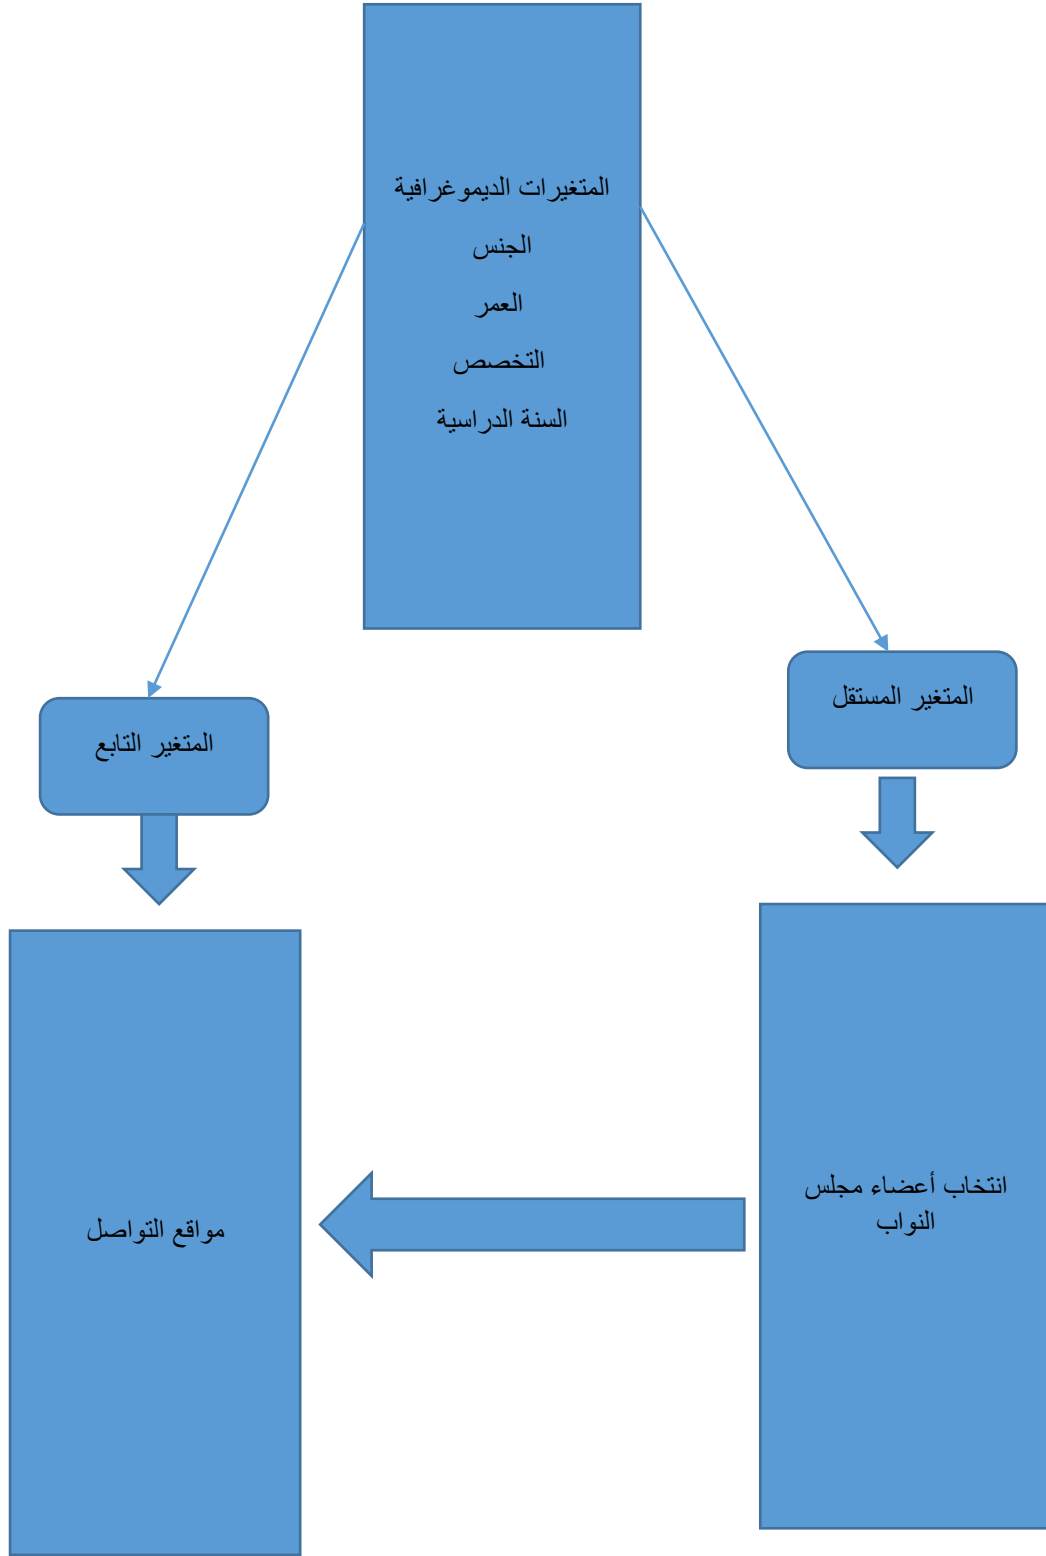 المتغيرات الديموغرافية
الجنس
العمر
التخصص
السنة الدراسية
المتغير المستقل
المتغير التابع
انتخاب أعضاء مجلس
النواب
مواقع التواصل